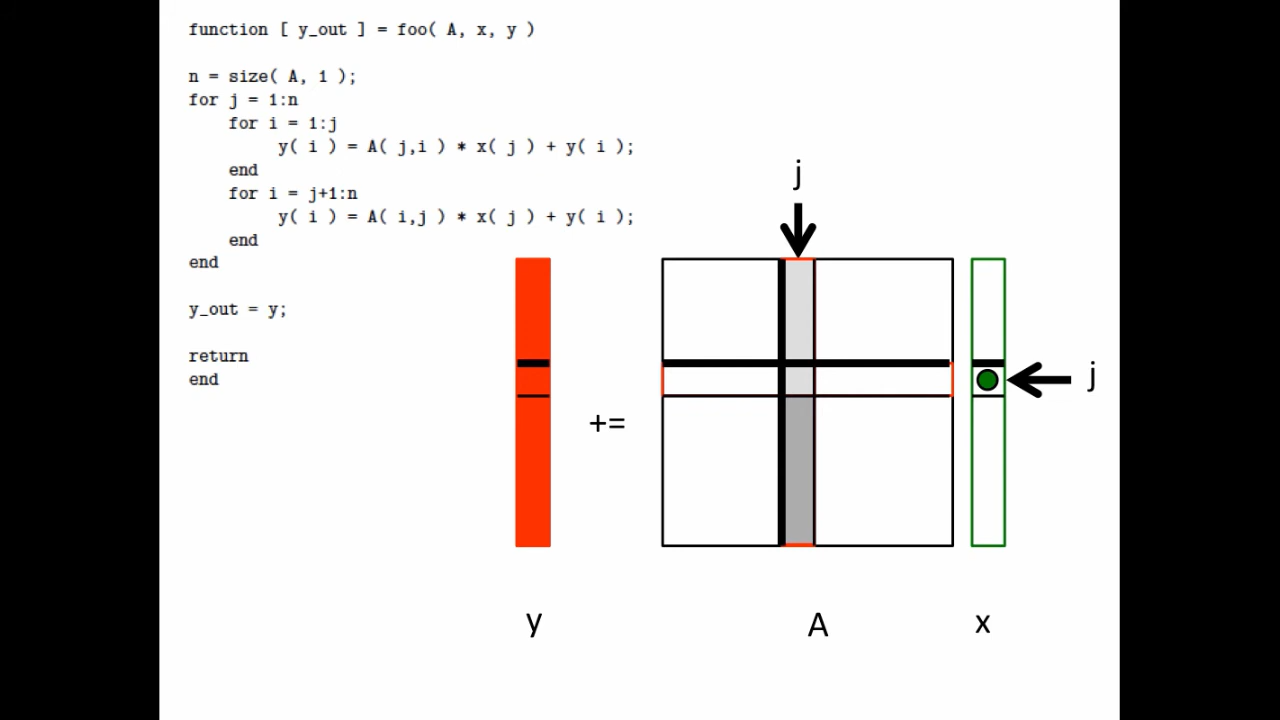 function [ y_out ] = foo( A, x, y )
n = size( A, 1 );
for j = 1:n
for i = 1:j
y( i ) = A( j,i ) * x( j ) + y( i );
end
for i = j+1:n
y( i ) = A( i,j ) * x( j ) + y( i );
end
end
y_out = y;
return
end
j
j
+=
y A x